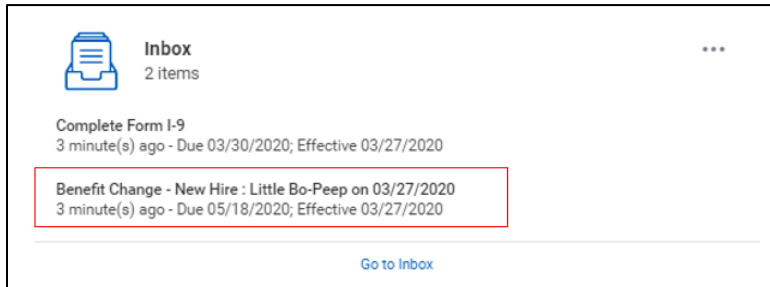 Inbox
2 items
Complete Form I-9
3 minute(s) ago - Due 03/30/2020; Effective 03/27/2020
Benefit Change - New Hire : Little Bo-Peep on 03/27/2020
3 minute(s) ago - Due 05/18/2020; Effective 03/27/2020
Go to Inbox